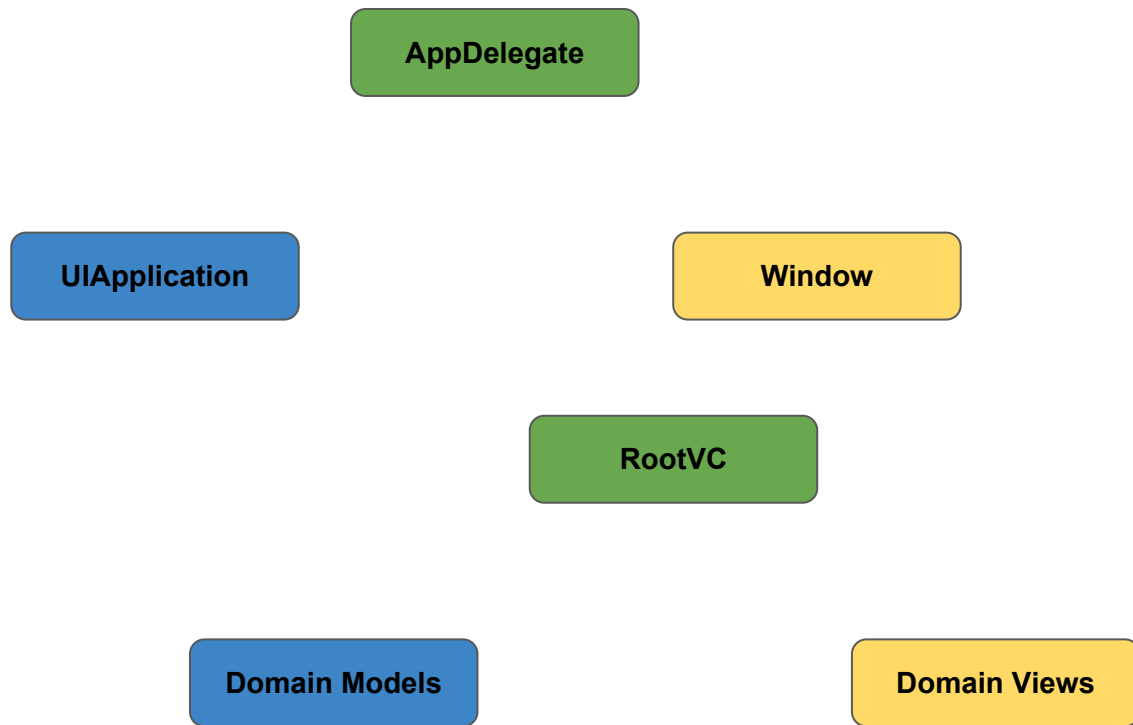 AppDelegate
UIApplication
Window
RootVC
Domain Models
Domain Views